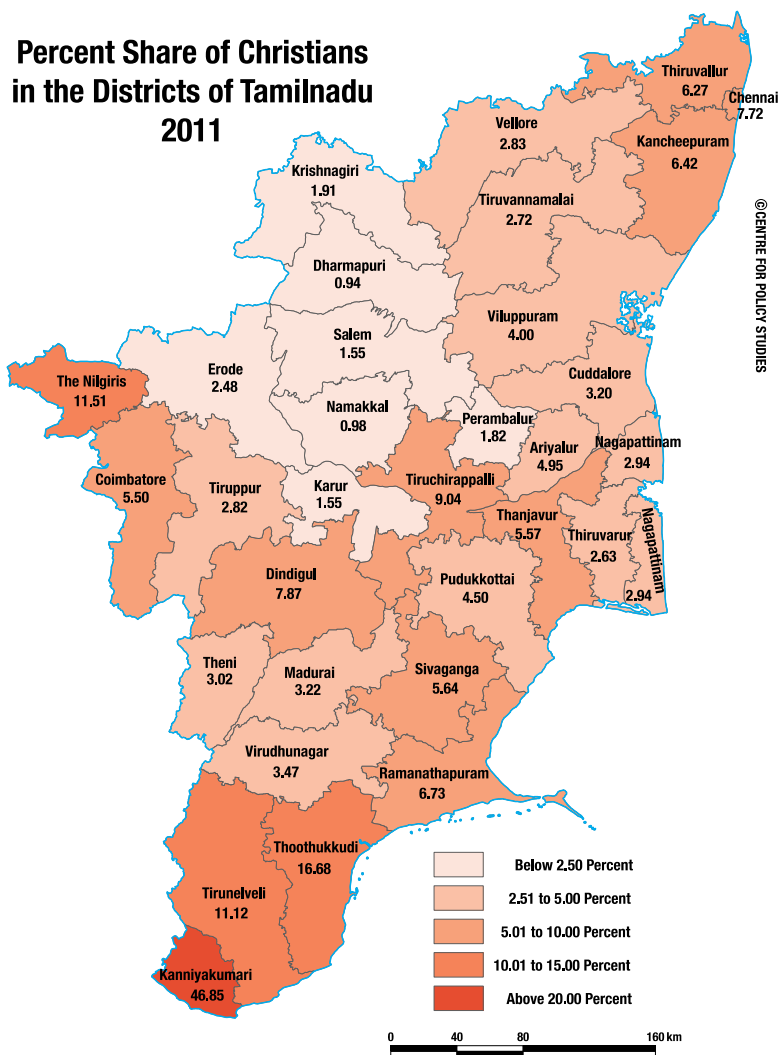 Percent Share of Christians
in the Districts of Tamilnadu
2011
Thiruvallur
6.27
Chennai
7.72
Vellore
2.83
Kancheepuram
6.42
Krishnagiri
1.91
Tiruvannamalai
2.72
©CENTRE FOR POLICY STUDIES
Dharmapuri
0.94
Viluppuram
4.00
Salem
1.55
The Nilgiris
11.51
Erode
2.48
Cuddalore
3.20
Namakkal
0.98
Perambalur
1.82
Ariyalur
4.95
Nagapattinam
2.94
Coimbatore
5.50
Tiruppur
2.82
Karur
1.55
Tiruchirappalli
9.04
Thanjavur
5.57
Thiruvarur
2.63
Nagapattinam
2.94
Dindigul
7.87
Pudukkottai
4.50
Theni
3.02
Madurai
3.22
Sivaganga
5.64
Virudhunagar
3.47
Ramanathapuram
6.73
Thoothukkudi
16.68
Tirunelveli
11.12
Kanniyakumari
46.85
Below 2.50 Percent
2.51 to 5.00 Percent
5.01 to 10.00 Percent
10.01 to 15.00 Percent
Above 20.00 Percent
0 40 80 160 km